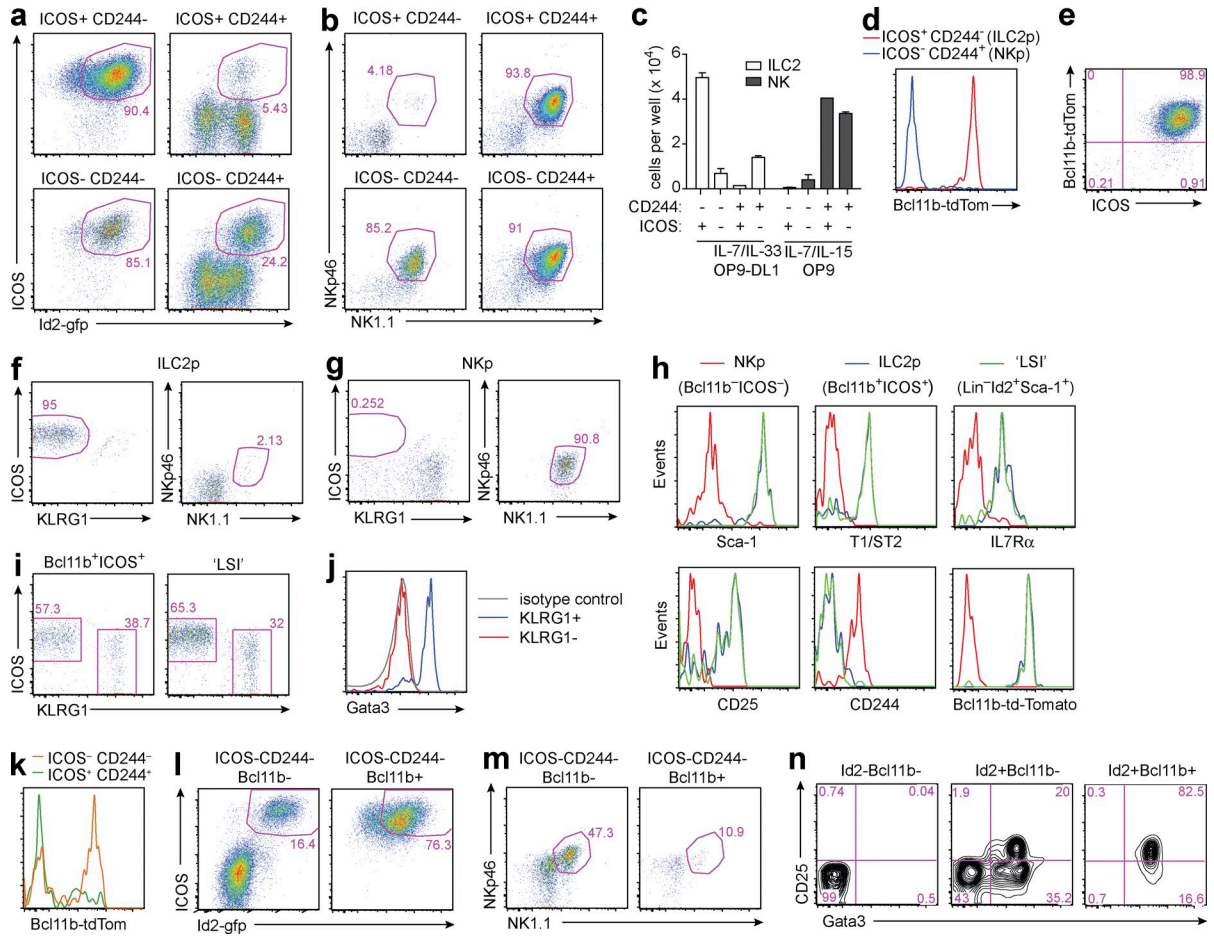 a
ICOS+ CD244-
ICOS+ CD244+
90.4
5.43
ICOS- CD244-
ICOS- CD244+
85.1
24.2
ICOS
Id2-gfp
b
ICOS+ CD244-
ICOS+ CD244+
4.18
93.8
ICOS- CD244-
ICOS- CD244+
85.2
91
NKp46
NK1.1
c
cells per well (x 10⁴)
6
4
2
0
ILC2
NK
CD244: - - + + - - + +
ICOS: + - + - + - + -
IL-7/IL-33 IL-7/IL-15
OP9-DL1 OP9
d
ICOS⁺ CD244⁻ (ILC2p)
ICOS⁻ CD244⁺ (NKp)
Bcl11b-tdTom
e
0
98.9
0.21
0.91
Bcl11b-tdTom
ICOS
f
ILC2p
95
ICOS
KLRG1
2.13
NKp46
NK1.1
g
NKp
0.252
ICOS
KLRG1
90.8
NKp46
NK1.1
h
NKp
(Bcl11b⁻ICOS⁻)
ILC2p
(Bcl11b⁺ICOS⁺)
'LSI'
(Lin⁻Id2⁺Sca-1⁺)
Events
Sca-1
T1/ST2
IL7Rα
Events
CD25
CD244
Bcl11b-td-Tomato
i
Bcl11b⁺ICOS⁺
'LSI'
57.3
38.7
65.3
32
ICOS
KLRG1
j
isotype control
KLRG1+
KLRG1-
Gata3
k
ICOS⁻ CD244⁻
ICOS⁺ CD244⁺
Bcl11b-tdTom
l
ICOS-CD244-
Bcl11b-
ICOS-CD244-
Bcl11b+
16.4
76.3
ICOS
Id2-gfp
m
ICOS-CD244-
Bcl11b-
ICOS-CD244-
Bcl11b+
47.3
10.9
NKp46
NK1.1
n
Id2-Bcl11b-
Id2+Bcl11b-
Id2+Bcl11b+
0.74
0.04
99
0.5
1.9
20
43
35.2
0.3
82.5
0.7
16.6
CD25
Gata3